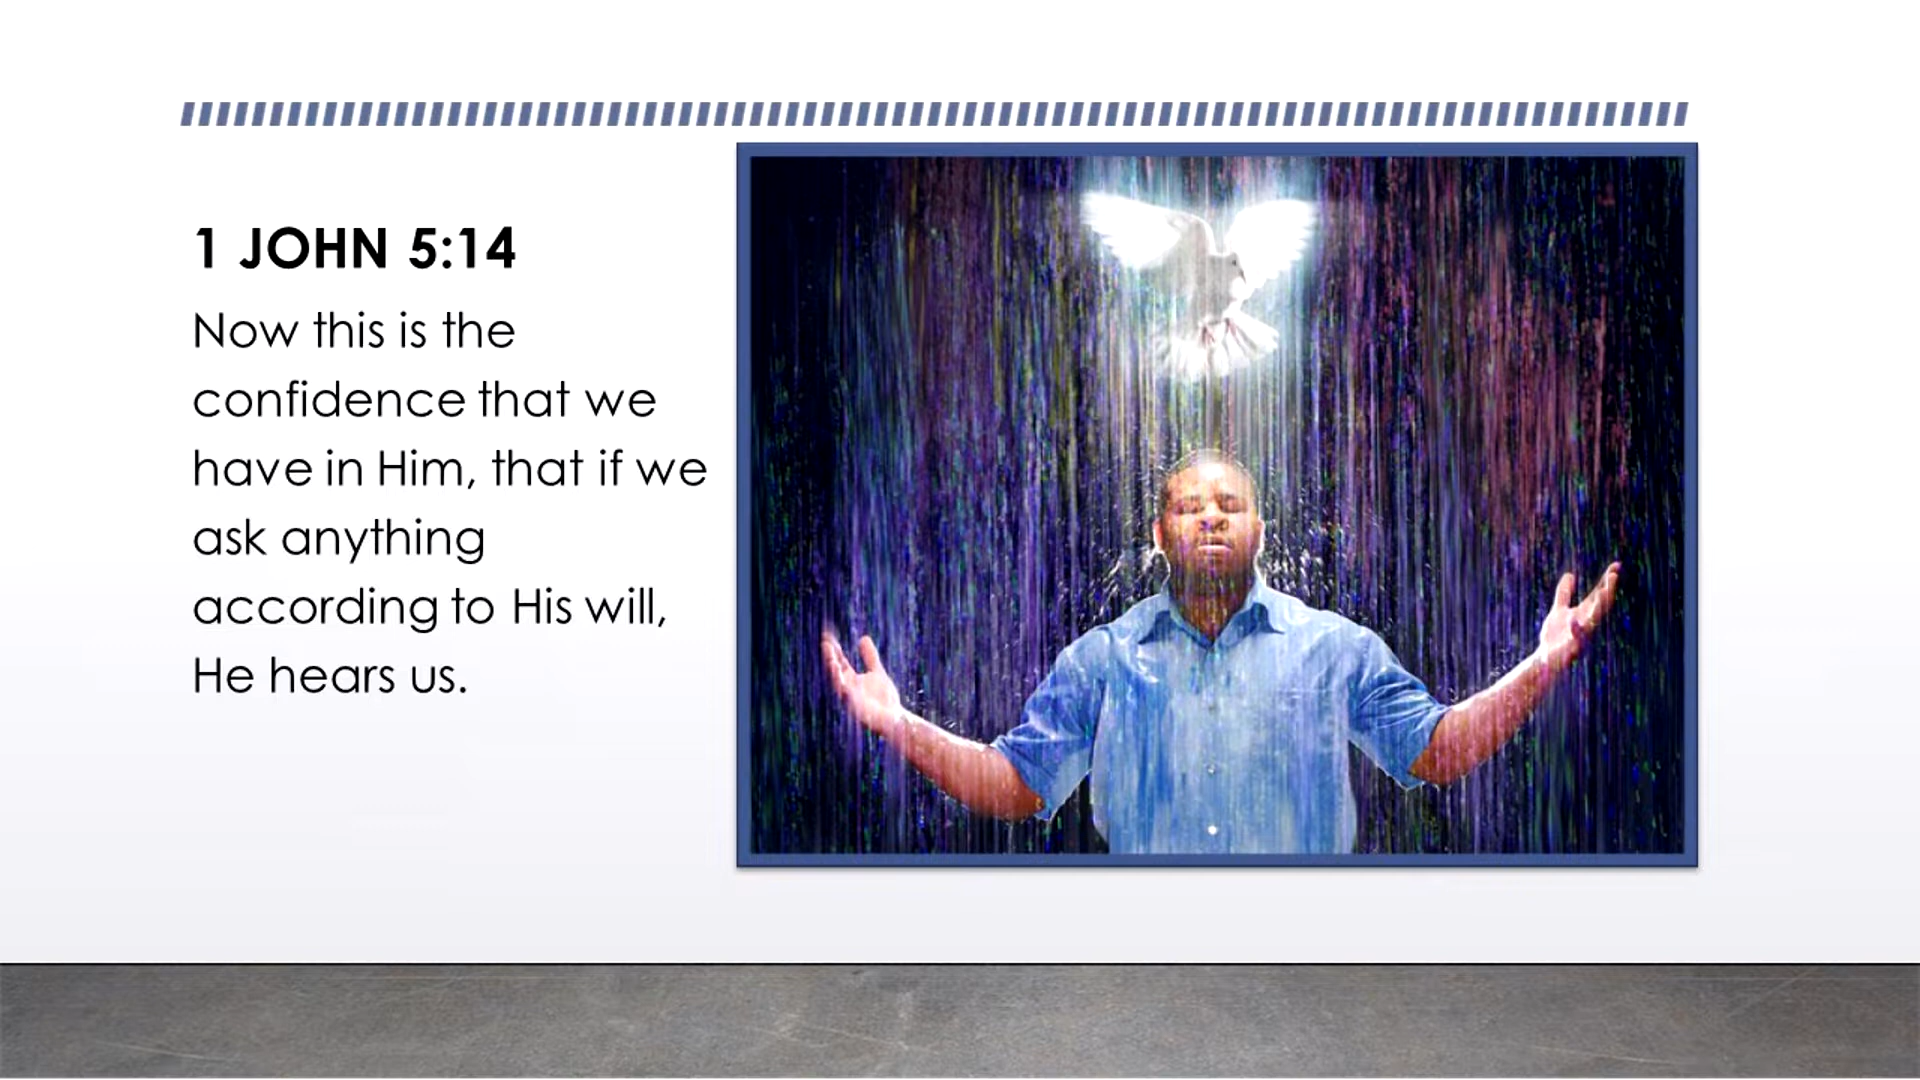 1 JOHN 5:14
Now this is the
confidence that we
have in Him, that if we
ask anything
according to His will,
He hears us.